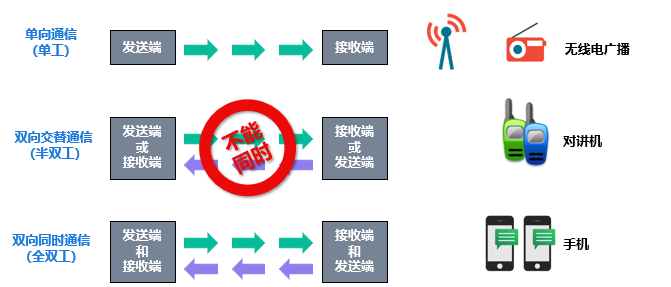 单向通信
(单工)
发送端
接收端
无线电广播
双向交替通信
(半双工)
发送端
或
接收端
不能
同时
接收端
或
发送端
对讲机
双向同时通信
(全双工)
发送端
和
接收端
接收端
和
发送端
手机